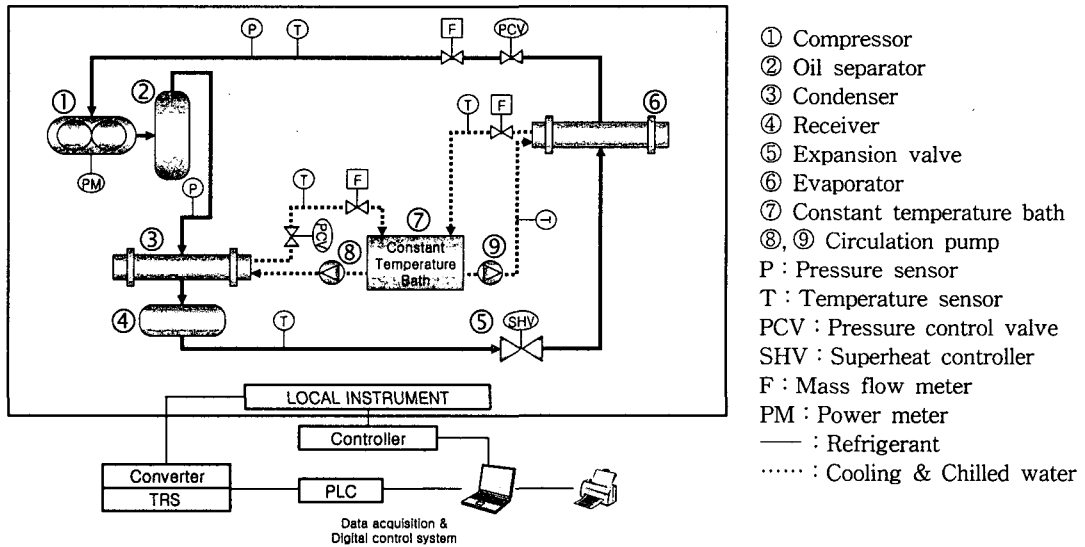 P
T
F
PCV
①
②
PM
P
③
④
T
F
PCV
⑦
⑧
Constant
Temperature
Bath
⑨
T
F
T
⑥
T
⑤
SHV
LOCAL INSTRUMENT
Controller
Converter
TRS
PLC
Data acquisition &
Digital control system
① Compressor
② Oil separator
③ Condenser
④ Receiver
⑤ Expansion valve
⑥ Evaporator
⑦ Constant temperature bath
⑧, ⑨ Circulation pump
P : Pressure sensor
T : Temperature sensor
PCV : Pressure control valve
SHV : Superheat controller
F : Mass flow meter
PM : Power meter
—— : Refrigerant
⋯⋯ : Cooling & Chilled water